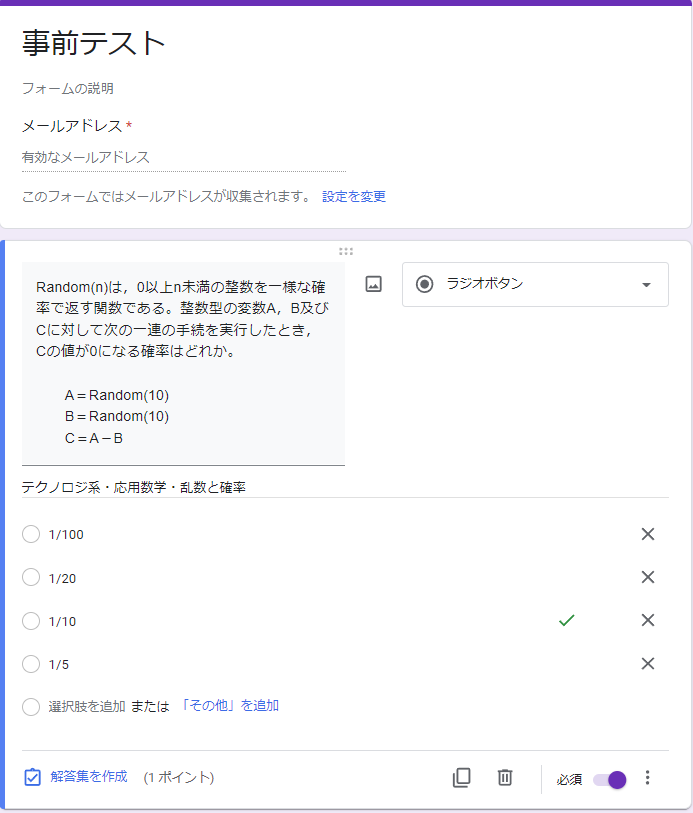 事前テスト
フォームの説明
メールアドレス *
有効なメールアドレス
このフォームではメールアドレスが収集されます。 設定を変更
Random(n)は，0以上n未満の整数を一様な確
率で返す関数である。整数型の変数A，B及び
Cに対して次の一連の手続を実行したとき，
Cの値が0になる確率はどれか。
A＝Random(10)
B＝Random(10)
C＝A－B
ラジオボタン
テクノロジ系・応用数学・乱数と確率
1/100
1/20
1/10
1/5
選択肢を追加 または 「その他」を追加
解答集を作成 (1 ポイント) 必須